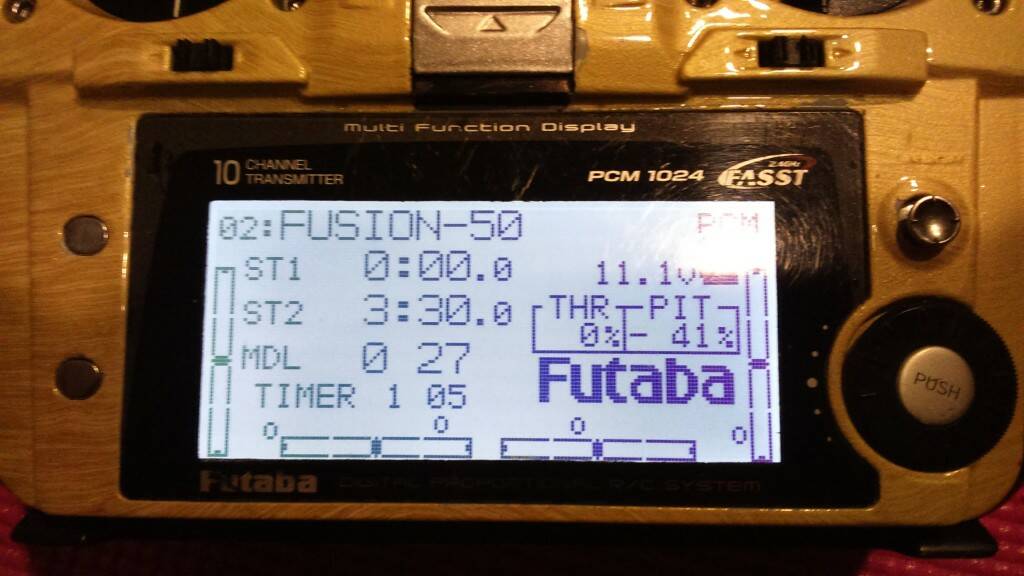 Multi Function Display
10 CHANNEL TRANSMITTER
PCM 1024 2.4GHz FASST
02:FUSION-50 PCM
ST1 0:00.0 11.1V
ST2 3:30.0 THR PIT
0% - 41%
MDL 0 27
Futaba
TIMER 1 05
0 0 0 0
PUSH
Futaba DIGITAL PROPORTIONAL R/C SYSTEM